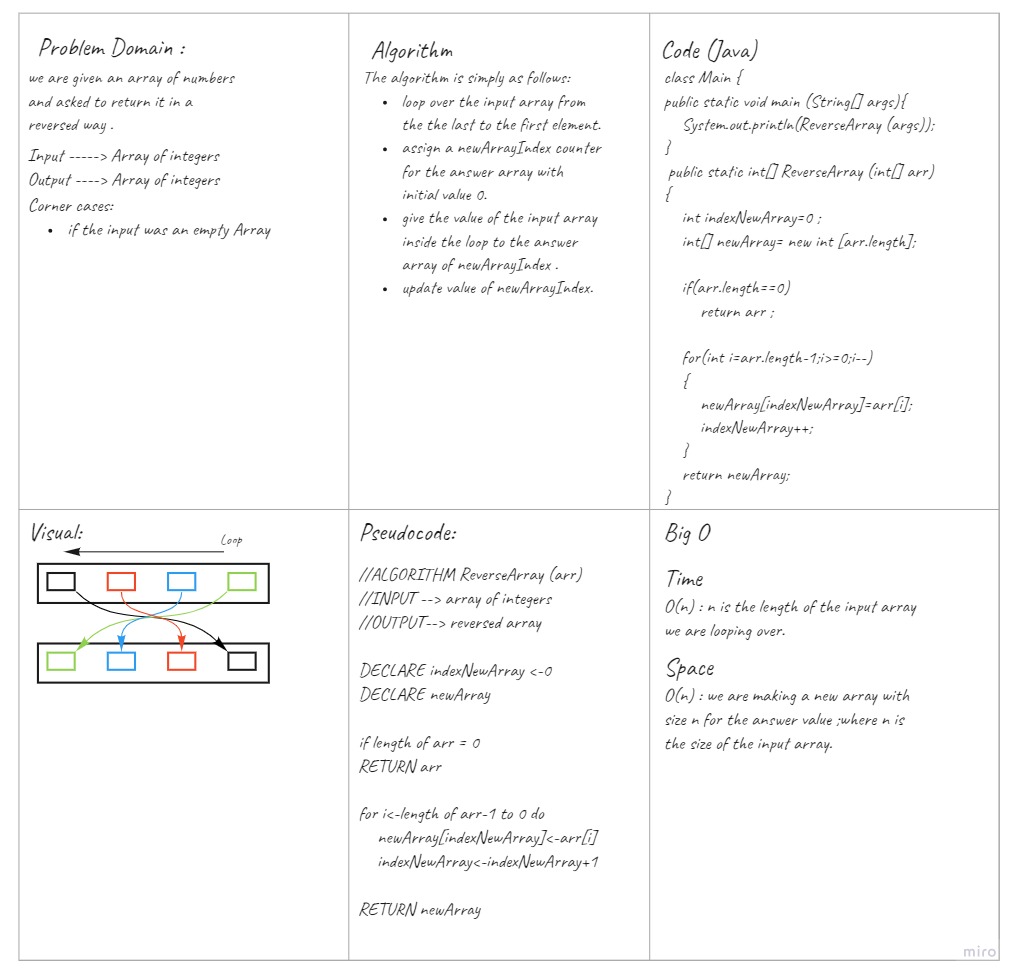 Problem Domain :
we are given an array of numbers
and asked to return it in a
reversed way .
Input -----> Array of integers
Output ----> Array of integers
Corner cases:
• if the input was an empty Array
Algorithm
The algorithm is simply as follows:
• loop over the input array from
the the last to the first element.
• assign a newArrayIndex counter
for the answer array with
initial value 0.
• give the value of the input array
inside the loop to the answer
array of newArrayIndex .
• update value of newArrayIndex.
Code (Java)
class Main {
public static void main (String[] args){
System.out.println(ReverseArray (args));
}
public static int[] ReverseArray (int[] arr)
{
int indexNewArray=0 ;
int[] newArray= new int [arr.length];
if(arr.length==0)
return arr ;
for(int i=arr.length-1;i>=0;i--)
{
newArray[indexNewArray]=arr[i];
indexNewArray++;
}
return newArray;
}
Visual:
Loop
Pseudocode:
//ALGORITHM ReverseArray (arr)
//INPUT --> array of integers
//OUTPUT--> reversed array
DECLARE indexNewArray <-0
DECLARE newArray
if length of arr = 0
RETURN arr
for i<-length of arr-1 to 0 do
newArray[indexNewArray]<-arr[i]
indexNewArray<-indexNewArray+1
RETURN newArray
Big O
Time
O(n) : n is the length of the input array
we are looping over.
Space
O(n) : we are making a new array with
size n for the answer value ;where n is
the size of the input array.
miro